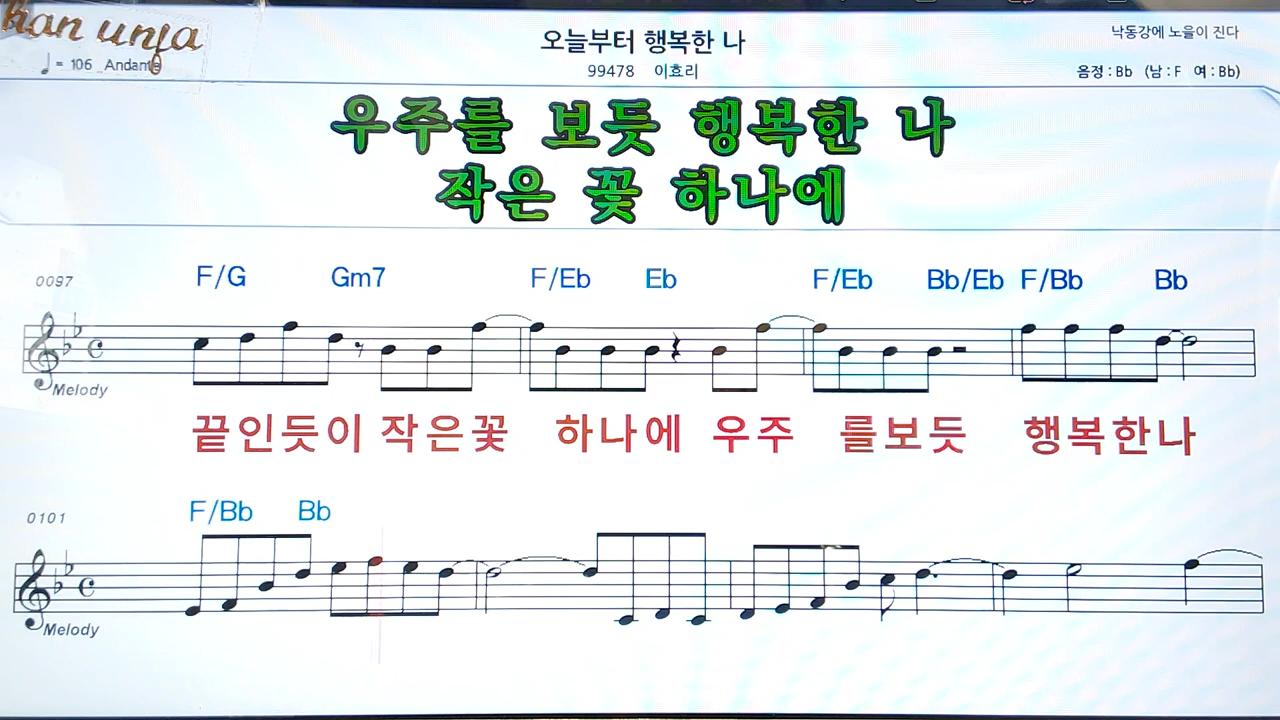 han unja
♩= 106 Andante
오늘부터 행복한 나
99478 이효리
낙동강에 노을이 진다
음정 : Bb (남 : F 여 : Bb)
우주를 보듯 행복한 나
작은 꽃 하나에
0097 F/G Gm7 F/Eb Eb F/Eb Bb/Eb F/Bb Bb
Melody
끝인듯이 작은꽃 하나에 우주 를보듯 행복한나
0101 F/Bb Bb
Melody